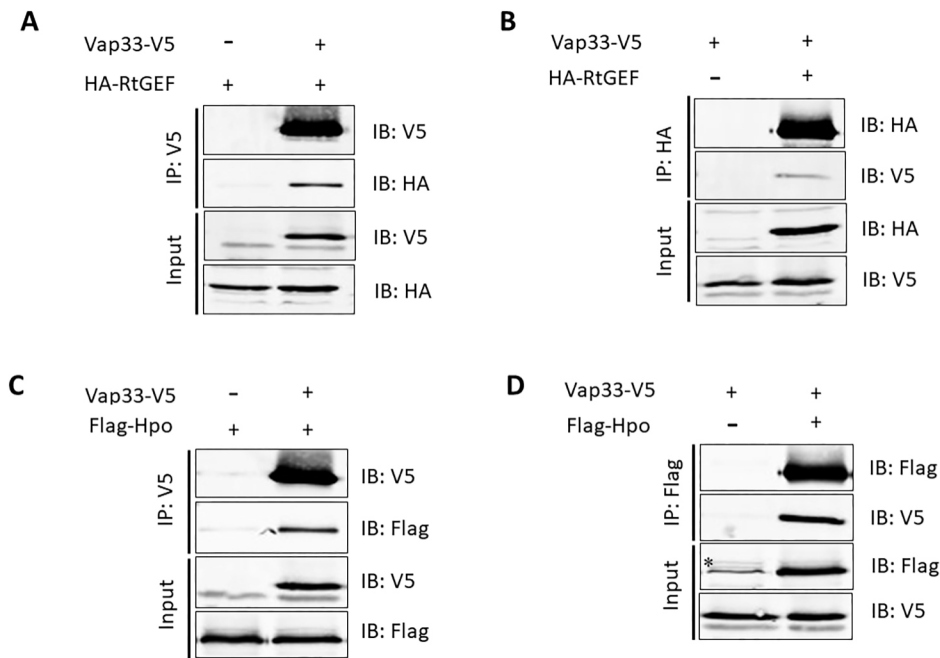 A
Vap33-V5 - +
HA-RtGEF + +
IP: V5
IB: V5
IB: HA
Input
IB: V5
IB: HA
B
Vap33-V5 + +
HA-RtGEF - +
IP: HA
IB: HA
IB: V5
Input
IB: HA
IB: V5
C
Vap33-V5 - +
Flag-Hpo + +
IP: V5
IB: V5
IB: Flag
Input
IB: V5
IB: Flag
D
Vap33-V5 + +
Flag-Hpo - +
IP: Flag
IB: Flag
IB: V5
Input
*
IB: Flag
IB: V5